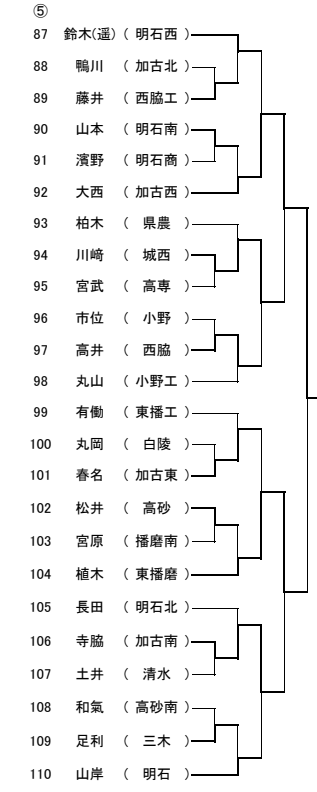 ⑤
87 鈴木(遥) ( 明石西 )
88 鴨川 ( 加古北 )
89 藤井 ( 西脇工 )
90 山本 ( 明石南 )
91 濱野 ( 明石商 )
92 大西 ( 加古西 )
93 柏木 ( 県農 )
94 川﨑 ( 城西 )
95 宮武 ( 高専 )
96 市位 ( 小野 )
97 高井 ( 西脇 )
98 丸山 ( 小野工 )
99 有働 ( 東播工 )
100 丸岡 ( 白陵 )
101 春名 ( 加古東 )
102 松井 ( 高砂 )
103 宮原 ( 播磨南 )
104 植木 ( 東播磨 )
105 長田 ( 明石北 )
106 寺脇 ( 加古南 )
107 土井 ( 清水 )
108 和氣 ( 高砂南 )
109 足利 ( 三木 )
110 山岸 ( 明石 )